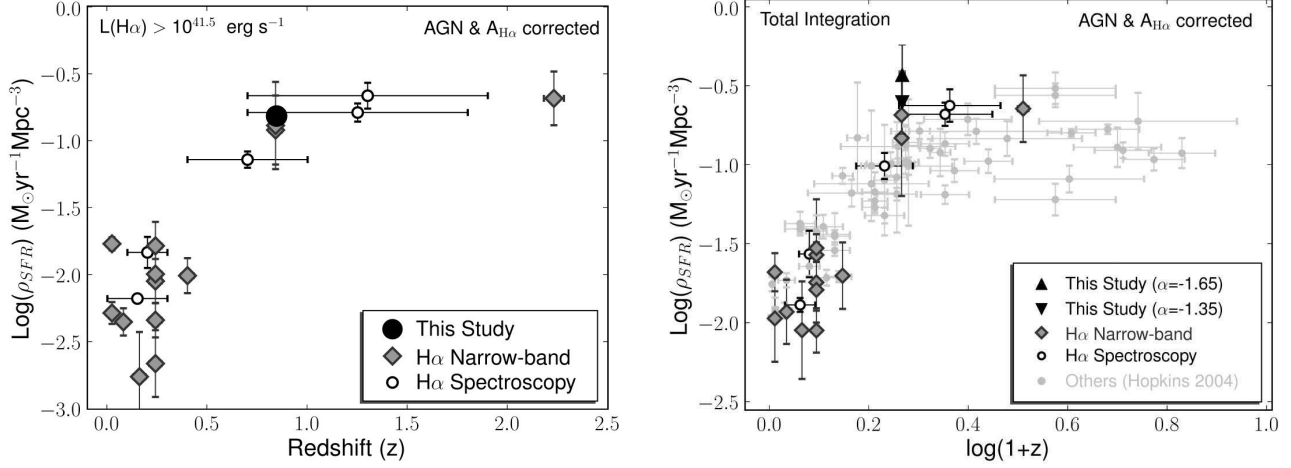 L(Hα) > 10^41.5 erg s^−1
AGN & A_Hα corrected
−0.5
−1.0
−1.5
−2.0
−2.5
−3.0
Log(ρ_SFR) (M_⊙yr^−1Mpc^−3)
This Study
Hα Narrow-band
Hα Spectroscopy
0.0 0.5 1.0 1.5 2.0 2.5
Redshift (z)
Total Integration
AGN & A_Hα corrected
0.0
−0.5
−1.0
−1.5
−2.0
−2.5
Log(ρ_SFR) (M_⊙yr^−1Mpc^−3)
This Study (α=-1.65)
This Study (α=-1.35)
Hα Narrow-band
Hα Spectroscopy
Others (Hopkins 2004)
0.0 0.2 0.4 0.6 0.8 1.0
log(1+z)